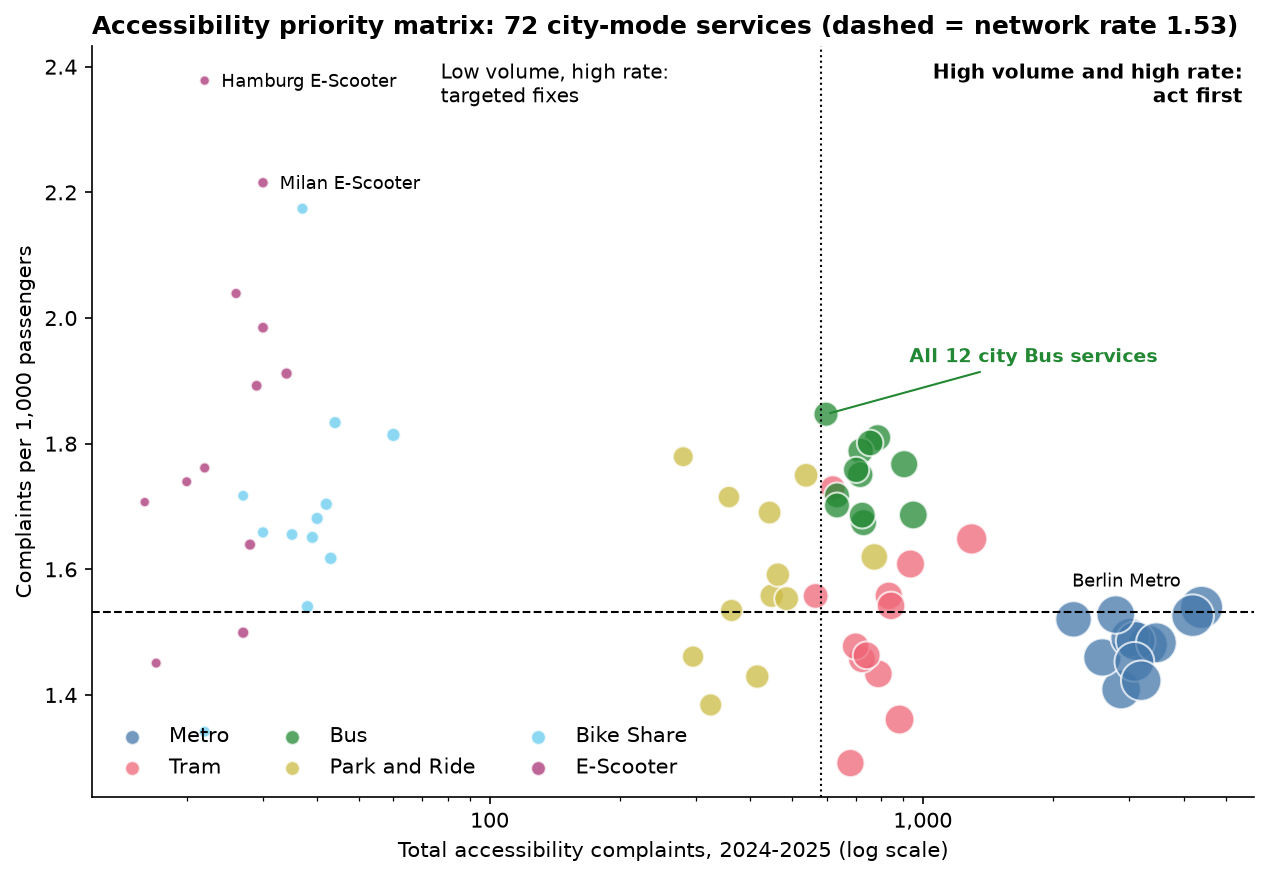 Accessibility priority matrix: 72 city-mode services (dashed = network rate 1.53)
2.4
2.2
2.0
1.8
1.6
1.4
Complaints per 1,000 passengers
Hamburg E-Scooter
Low volume, high rate:
targeted fixes
High volume and high rate:
act first
Milan E-Scooter
All 12 city Bus services
Berlin Metro
Metro
Bus
Bike Share
Tram
Park and Ride
E-Scooter
100
1,000
Total accessibility complaints, 2024-2025 (log scale)